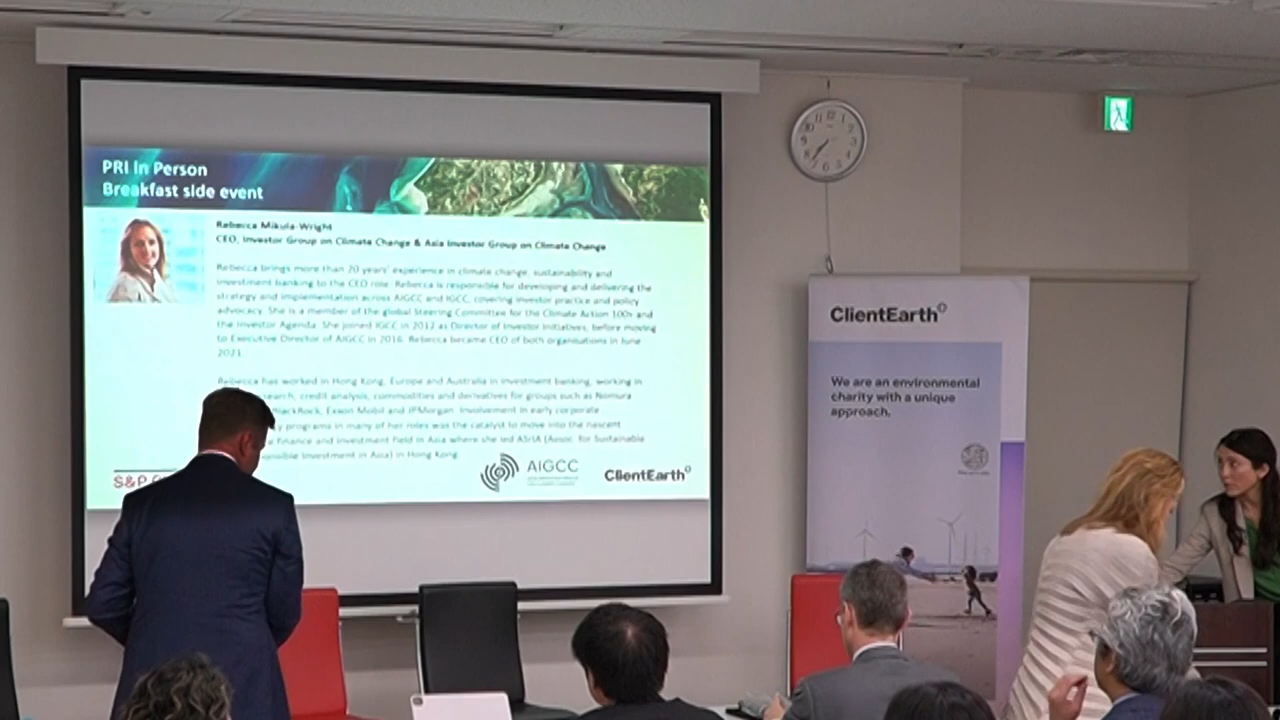 PRI In Person
Breakfast side event
Rebecca Mikula-Wright
CEO, Investor Group on Climate Change & Asia Investor Group on Climate Change
Rebecca brings more than 20 years' experience in climate change, sustainability and
investment banking to the CEO role. Rebecca is responsible for developing and delivering the
strategy and implementation across AIGCC and IGCC, covering investor practice and policy
advocacy. She is a member of the global Steering Committee for the Climate Action 100+ and
the Investor Agenda. She joined IGCC in 2012 as Director of Investor Initiatives, before moving
to Executive Director of AIGCC in 2016. Rebecca became CEO of both organisations in June
2021.
Rebecca has worked in Hong Kong, Europe and Australia in investment banking, working in
search, credit analysis, commodities and derivatives for groups such as Nomura
BlackRock, Exxon Mobil and JPMorgan. Involvement in early corporate
y programs in many of her roles was the catalyst to move into the nascent
e finance and investment field in Asia where she led ASrIA (Assoc. for Sustainable
onsible Investment in Asia) in Hong Kong.
S&P
AIGCC
ClientEarth
12
ClientEarth
We are an environmental
charity with a unique
approach.